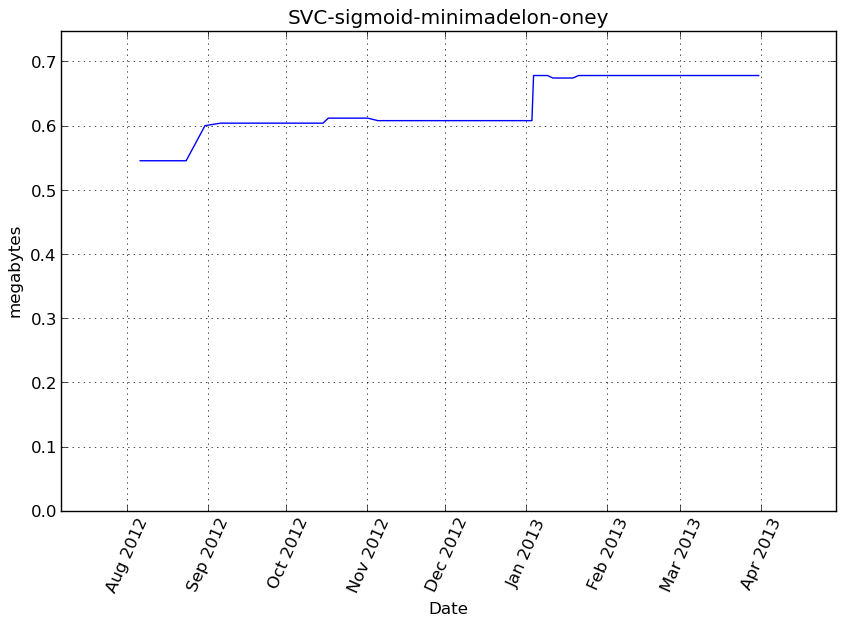 SVC-sigmoid-minimadelon-oney
0.7
0.6
0.5
0.4
0.3
0.2
0.1
0.0
megabytes
Aug 2012
Sep 2012
Oct 2012
Nov 2012
Dec 2012
Jan 2013
Feb 2013
Mar 2013
Apr 2013
Date